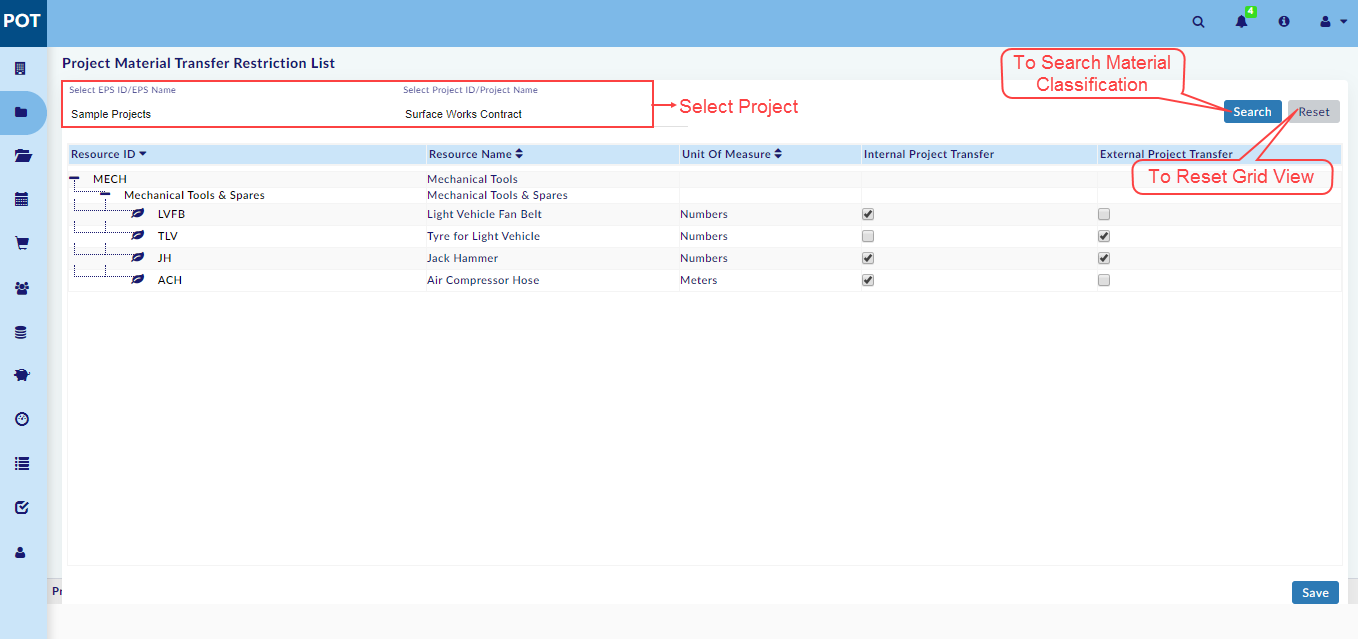 POT
4
Project Material Transfer Restriction List
Select EPS ID/EPS Name Select Project ID/Project Name
Sample Projects Surface Works Contract
Select Project
To Search Material
Classification
Search Reset
Resource ID Resource Name Unit Of Measure Internal Project Transfer External Project Transfer
To Reset Grid View
MECH Mechanical Tools
Mechanical Tools & Spares Mechanical Tools & Spares
LVFB Light Vehicle Fan Belt Numbers
TLV Tyre for Light Vehicle Numbers
JH Jack Hammer Numbers
ACH Air Compressor Hose Meters
Pr
Save